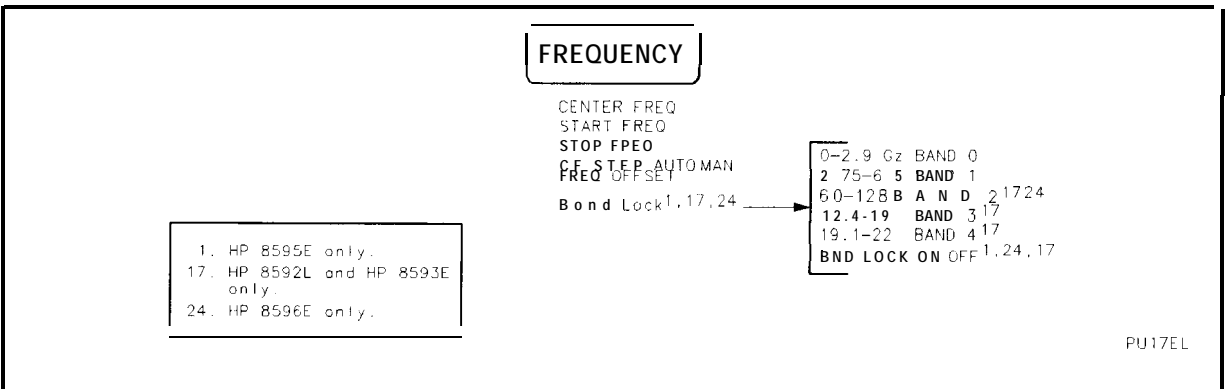 FREQUENCY
CENTER FREQ
START FREQ
STOP FPEO
CF STEP AUTO MAN
FREQ OFFSET
Bond Lock1,17,24
0-2.9 Gz BAND 0
2 75-6 5 BAND 1
60-128 BAND 2 1724
12.4-19 BAND 3 17
19.1-22 BAND 4 17
BND LOCK ON OFF 1,24,17
1. HP 8595E only.
17. HP 8592L and HP 8593E
only.
24. HP 8596E only.
PU17EL